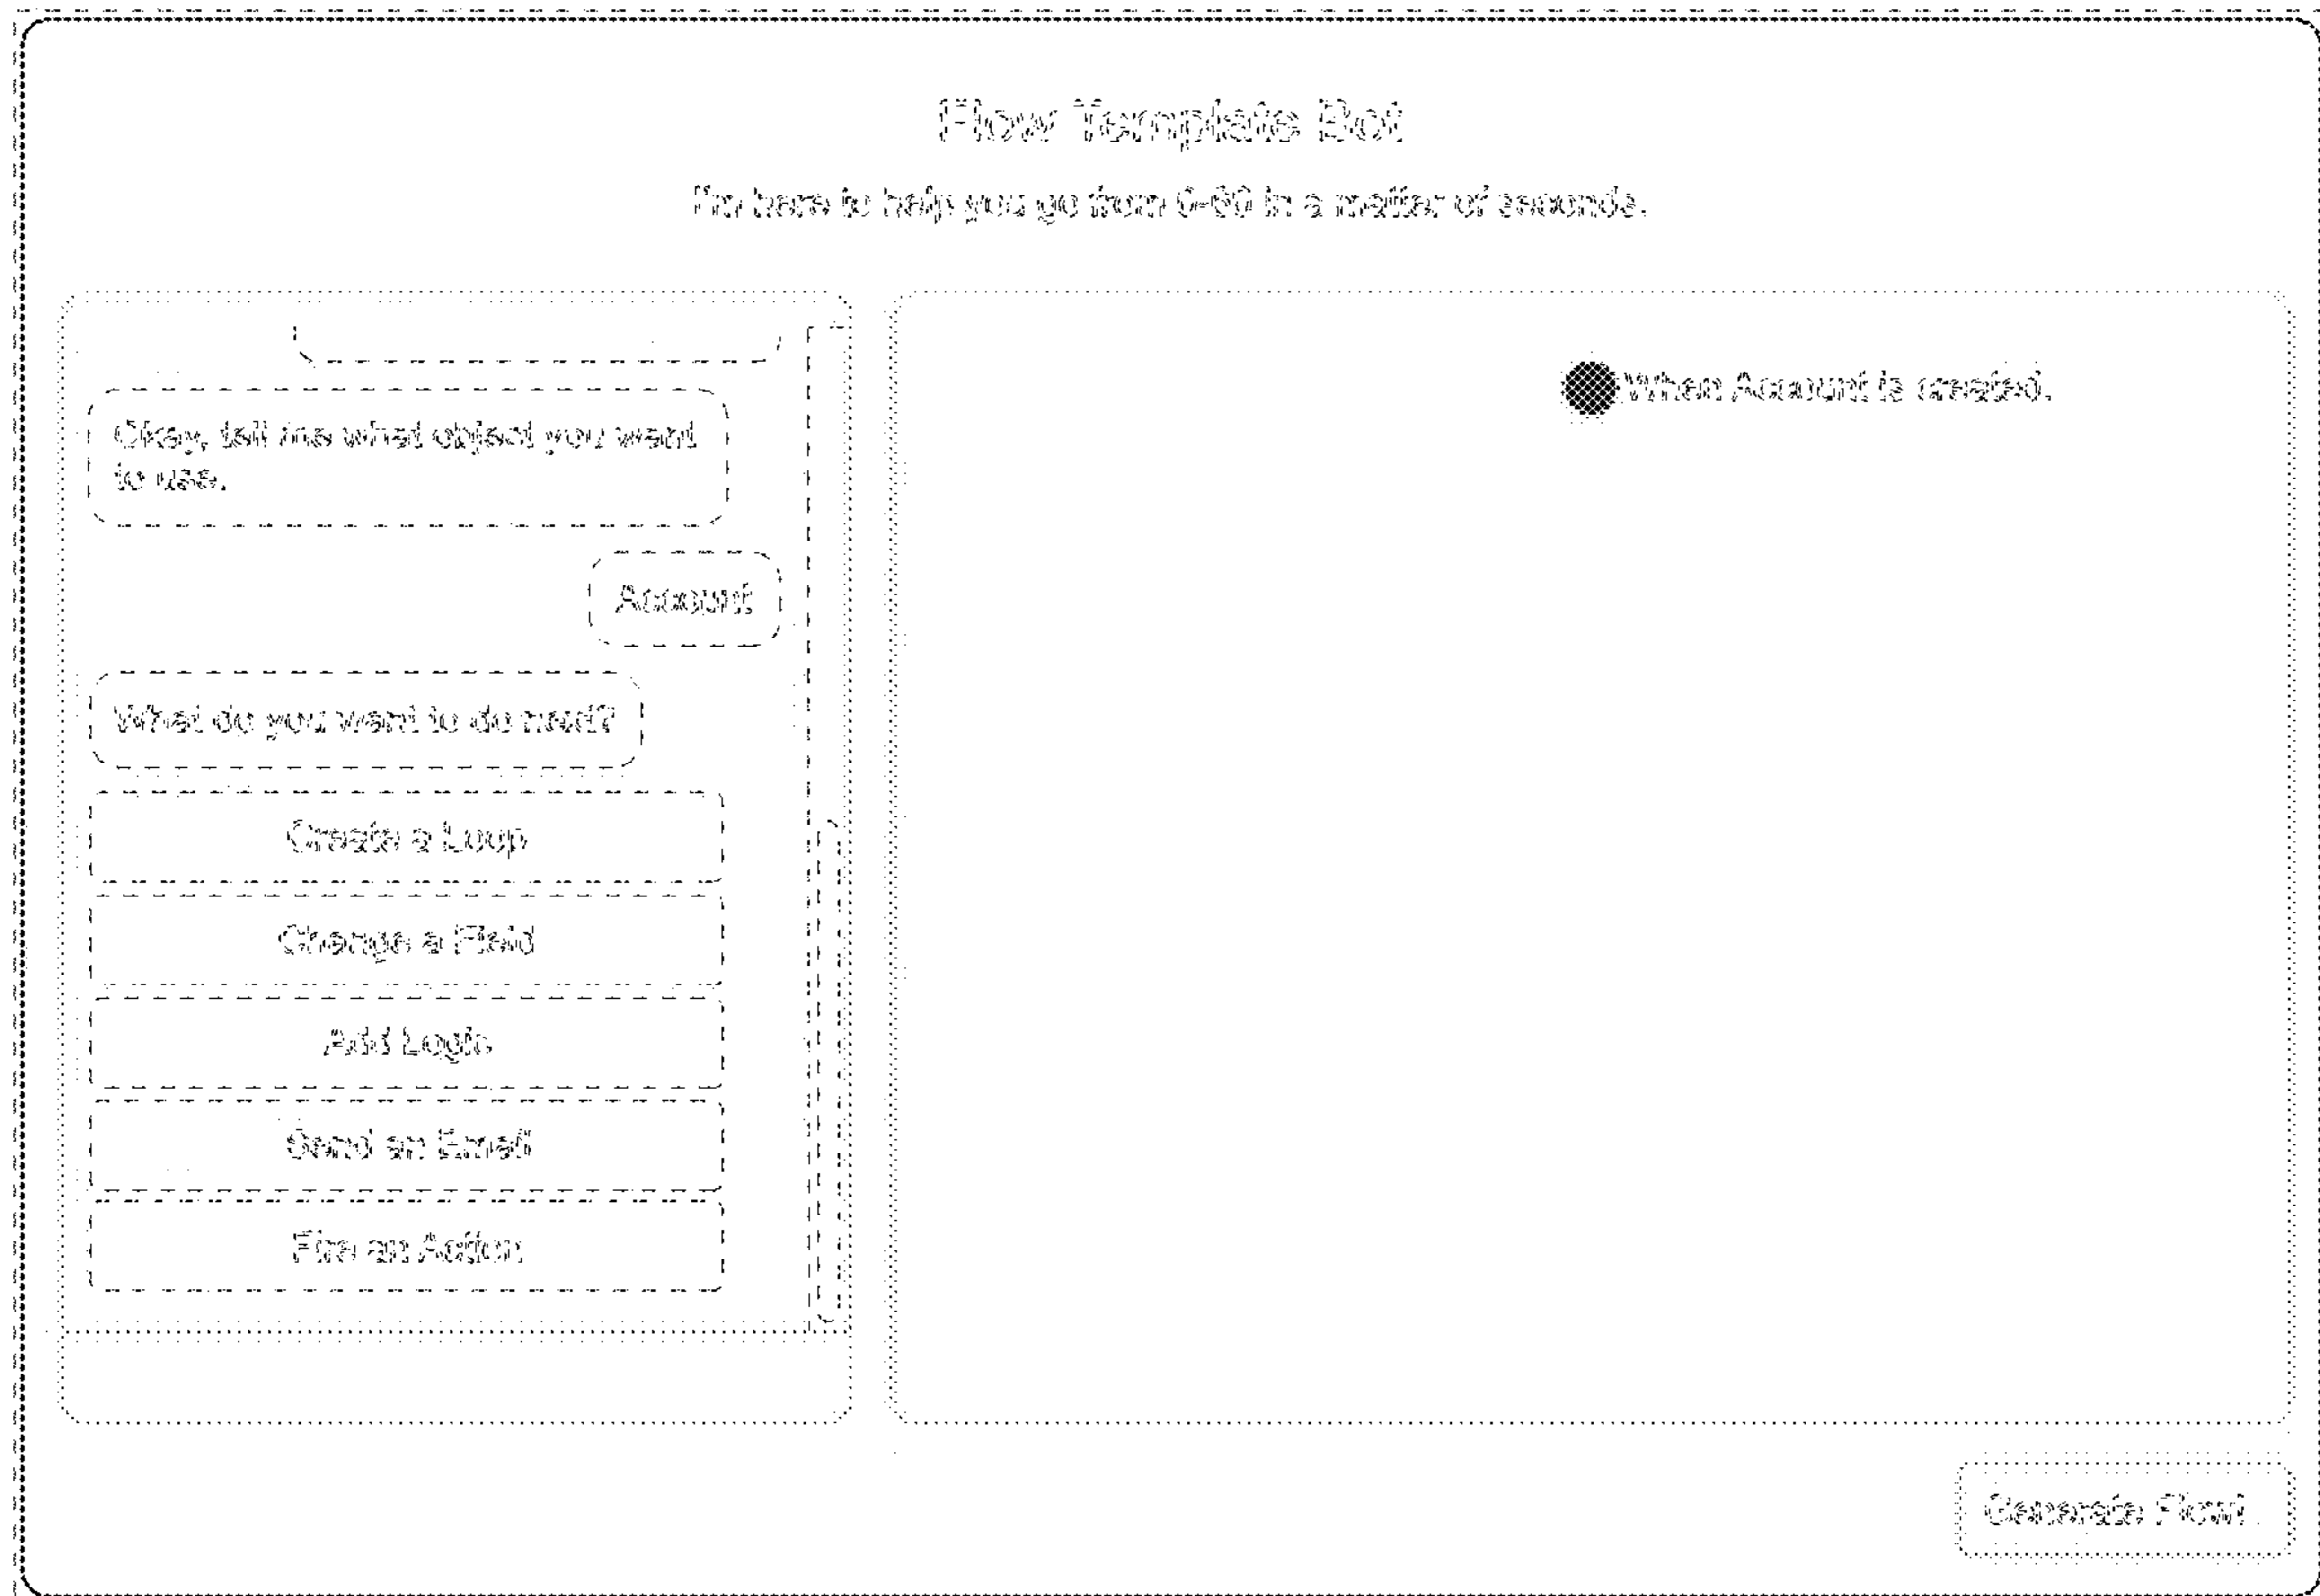 Flow Template Bot
I'm here to help you go from 0-60 in a matter of seconds.
Okay, tell me what object you want
to use.
Account
What do you want to do next?
Create a Loop
Change a Field
Add Logic
Send an Email
Fire an Action
When Account is created.
Generate Flow!